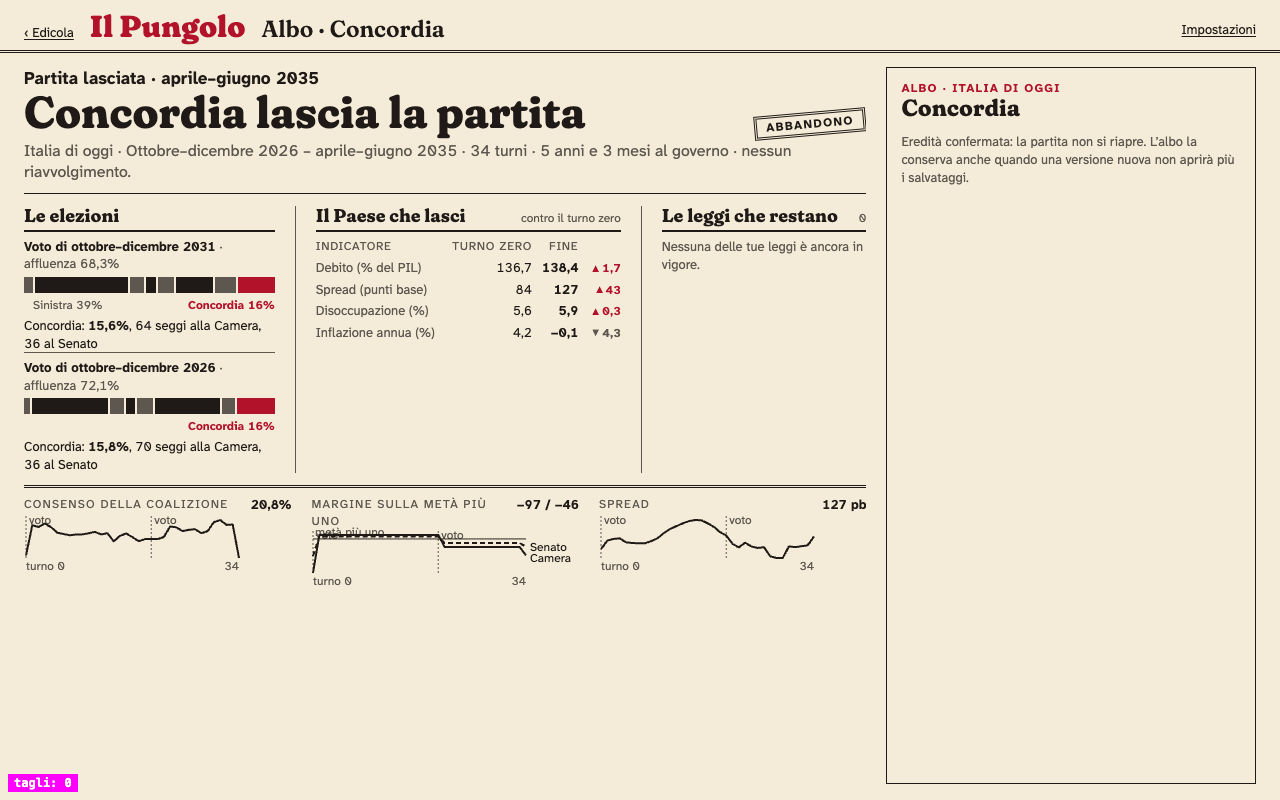 ‹ Edicola
Il Pungolo
Albo · Concordia
Impostazioni
Partita lasciata · aprile–giugno 2035
Concordia lascia la partita
ABBANDONO
Italia di oggi · Ottobre–dicembre 2026 – aprile–giugno 2035 · 34 turni · 5 anni e 3 mesi al governo · nessun
riavvolgimento.
Le elezioni
Voto di ottobre–dicembre 2031 ·
affluenza 68,3%
Sinistra 39%
Concordia 16%
Concordia: 15,6%, 64 seggi alla Camera,
36 al Senato
Voto di ottobre–dicembre 2026 ·
affluenza 72,1%
Concordia 16%
Concordia: 15,8%, 70 seggi alla Camera,
36 al Senato
Il Paese che lasci
contro il turno zero
INDICATORE TURNO ZERO FINE
Debito (% del PIL) 136,7 138,4 ▲ 1,7
Spread (punti base) 84 127 ▲ 43
Disoccupazione (%) 5,6 5,9 ▲ 0,3
Inflazione annua (%) 4,2 −0,1 ▼ 4,3
Le leggi che restano
0
Nessuna delle tue leggi è ancora in
vigore.
CONSENSO DELLA COALIZIONE
20,8%
voto
voto
turno 0
34
MARGINE SULLA METÀ PIÙ
UNO
−97 / −46
metà più uno
voto
Senato
Camera
turno 0
34
SPREAD
127 pb
voto
voto
turno 0
34
ALBO · ITALIA DI OGGI
Concordia
Eredità confermata: la partita non si riapre. L’albo la
conserva anche quando una versione nuova non aprirà più
i salvataggi.
tagli: 0